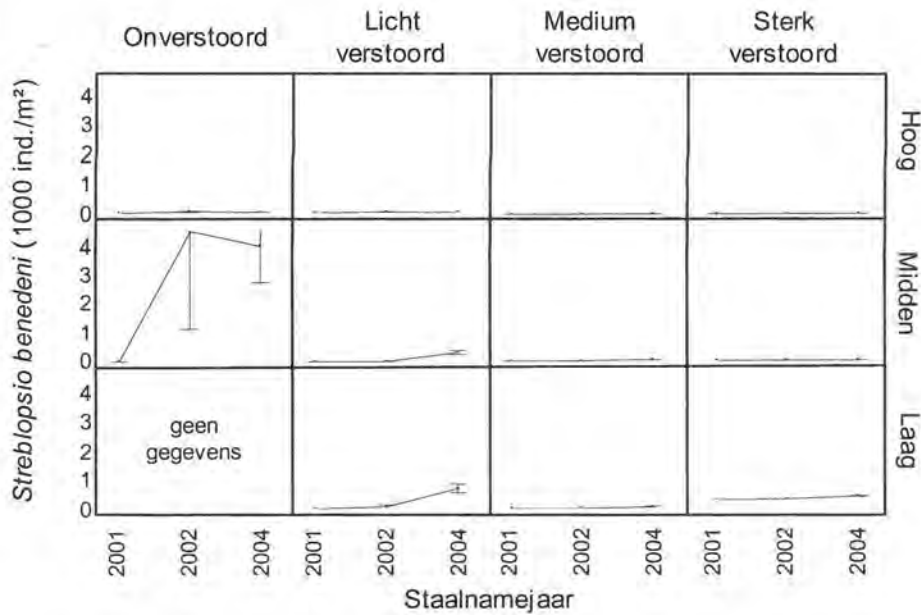 Onverstoord
Licht
verstoord
Medium
verstoord
Sterk
verstoord
Streblopsio benedeni (1000 ind./m²)
4
3
2
1
0
Hoog
4
3
2
1
0
Midden
4
3
2
1
0
geen
gegevens
Laag
2001 2002 2004 2001 2002 2004 2001 2002 2004 2001 2002 2004
Staalnamejaar